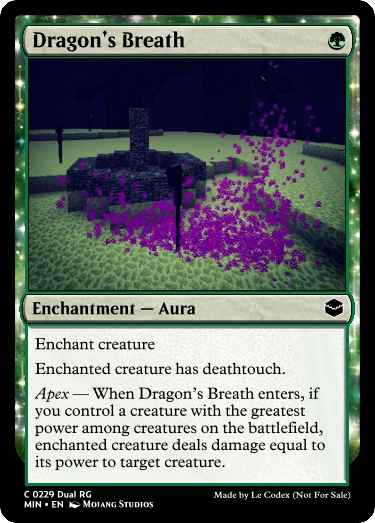 Dragon's Breath
Enchantment — Aura
Enchant creature
Enchanted creature has deathtouch.
Apex — When Dragon's Breath enters, if
you control a creature with the greatest
power among creatures on the battlefield,
enchanted creature deals damage equal to
its power to target creature.
C 0229 Dual RG
MIN • EN Mojang Studios
Made by Le Codex (Not For Sale)